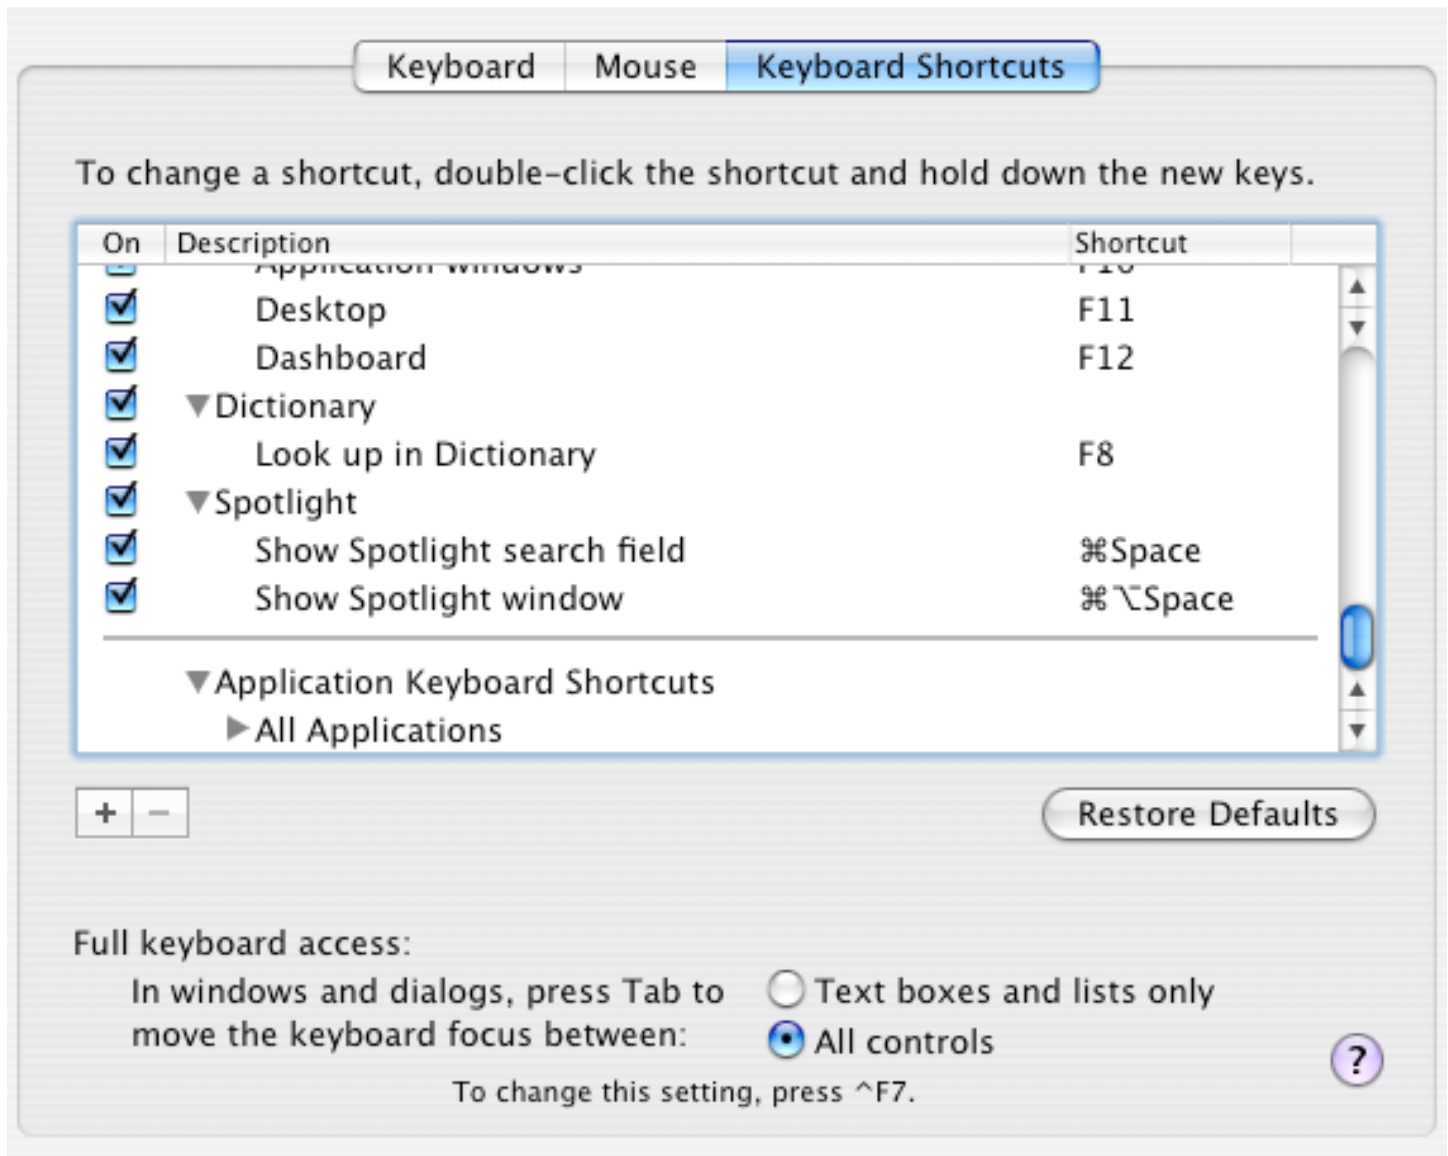 Keyboard Mouse Keyboard Shortcuts
To change a shortcut, double-click the shortcut and hold down the new keys.
On Description Shortcut
Application windows F10
Desktop F11
Dashboard F12
Dictionary
Look up in Dictionary F8
Spotlight
Show Spotlight search field ⌘Space
Show Spotlight window ⌘⌥Space
Application Keyboard Shortcuts
All Applications
+ −
Restore Defaults
Full keyboard access:
In windows and dialogs, press Tab to
move the keyboard focus between:
Text boxes and lists only
All controls
?
To change this setting, press ^F7.